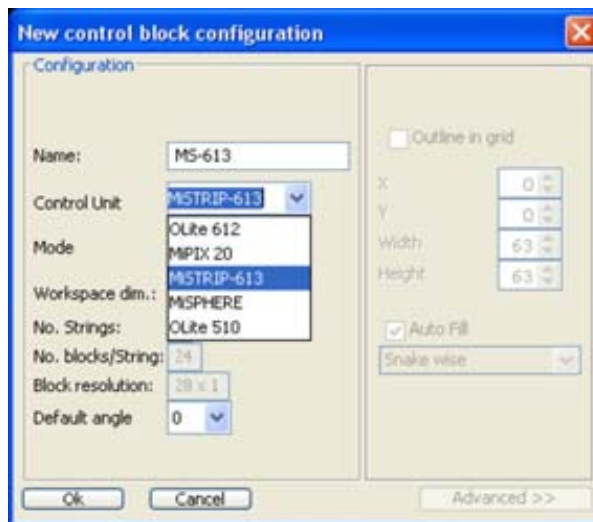 New control block configuration
Configuration
Name: MS-613
Control Unit MiSTRIP-613
OLite 612
MiPIX 20
MiSTRIP-613
MiSPHERE
OLite 510
Mode
Workspace dim.:
No. Strings:
No. blocks/String: 24
Block resolution: 28 x 1
Default angle 0
Outline in grid
X 0
Y 0
Width 63
Height 63
Auto Fill
Snake wise
Ok Cancel Advanced >>